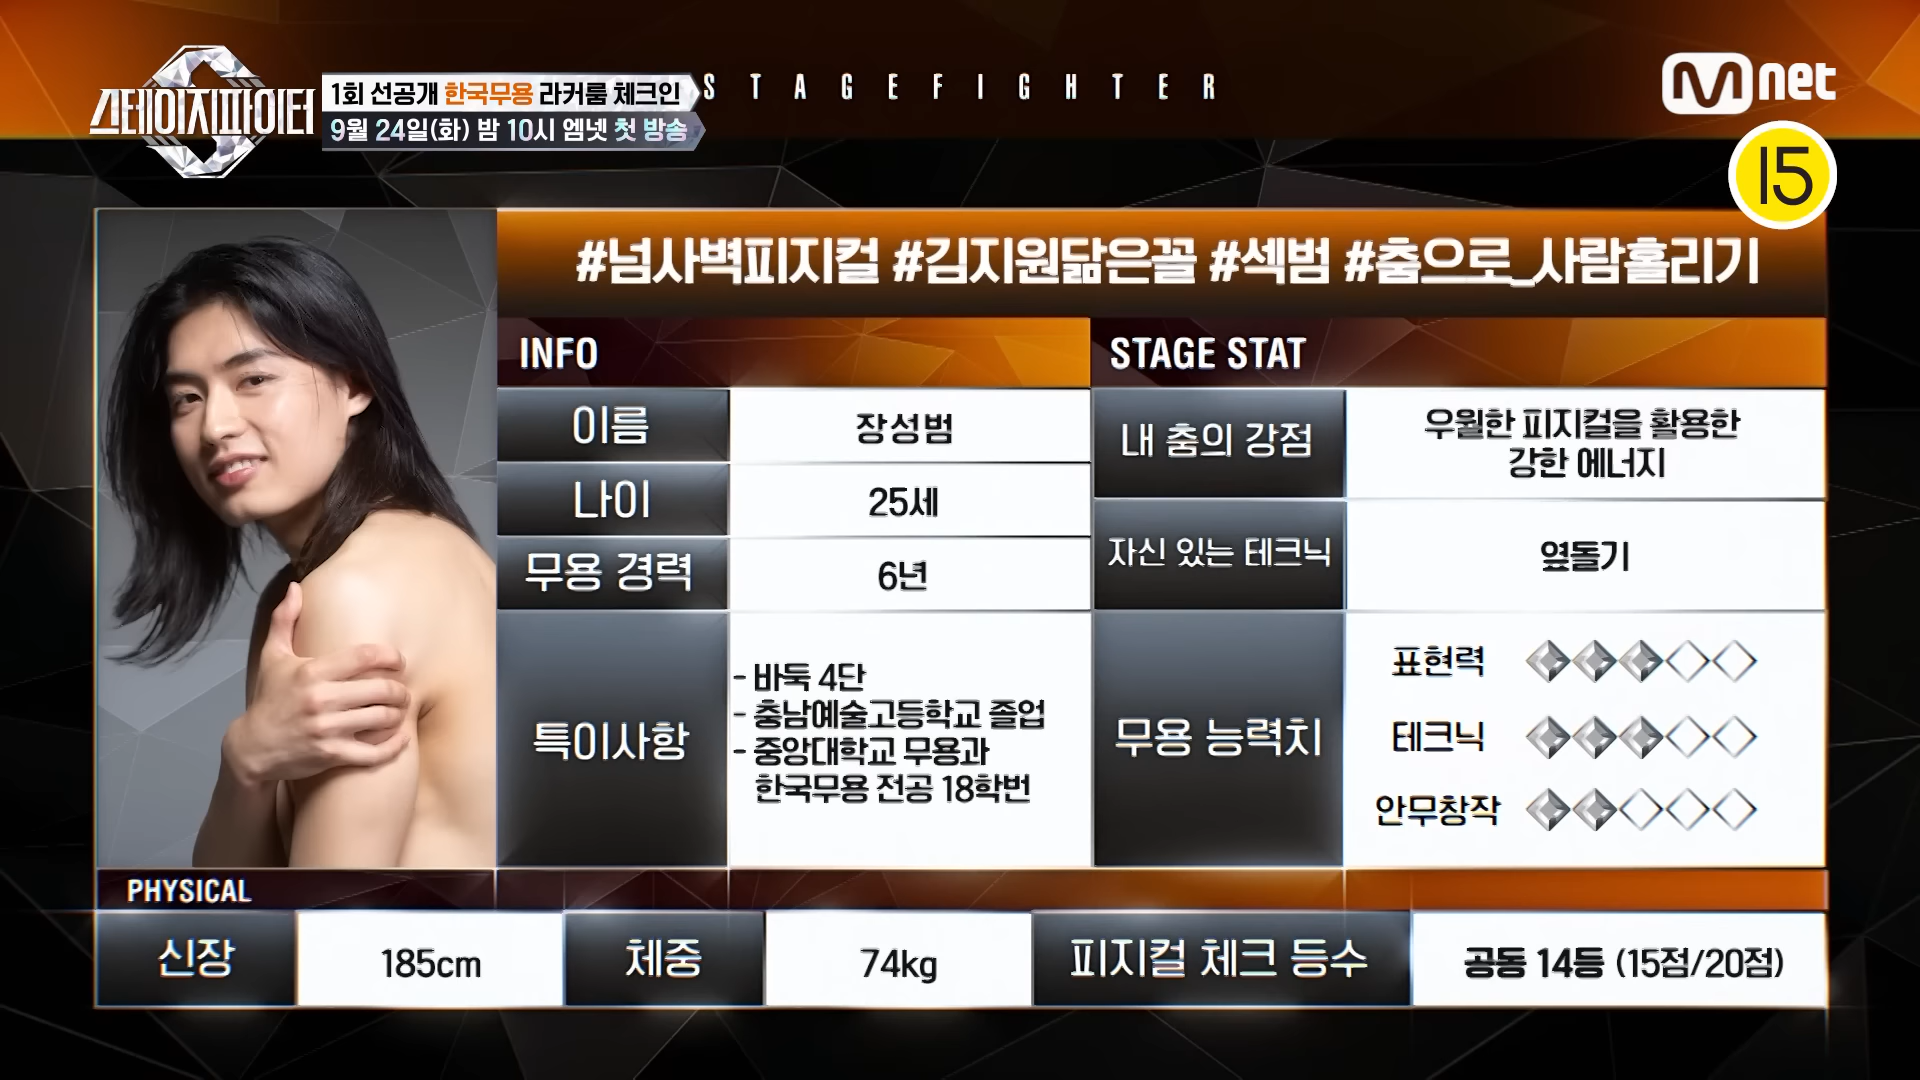 스테이지파이터
1회 선공개 한국무용 라커룸 체크인
9월 24일(화) 밤 10시 엠넷 첫 방송
STAGEFIGHTER
Mnet
15
#넘사벽피지컬 #김지원닮은꼴 #섹범 #춤으로_사람홀리기
INFO
이름 장성범
나이 25세
무용 경력 6년
특이사항
- 바둑 4단
- 충남예술고등학교 졸업
- 중앙대학교 무용과
한국무용 전공 18학번
STAGE STAT
내 춤의 강점
우월한 피지컬을 활용한
강한 에너지
자신 있는 테크닉 옆돌기
무용 능력치
표현력
테크닉
안무창작
PHYSICAL
신장 185cm 체중 74kg 피지컬 체크 등수 공동 14등 (15점/20점)